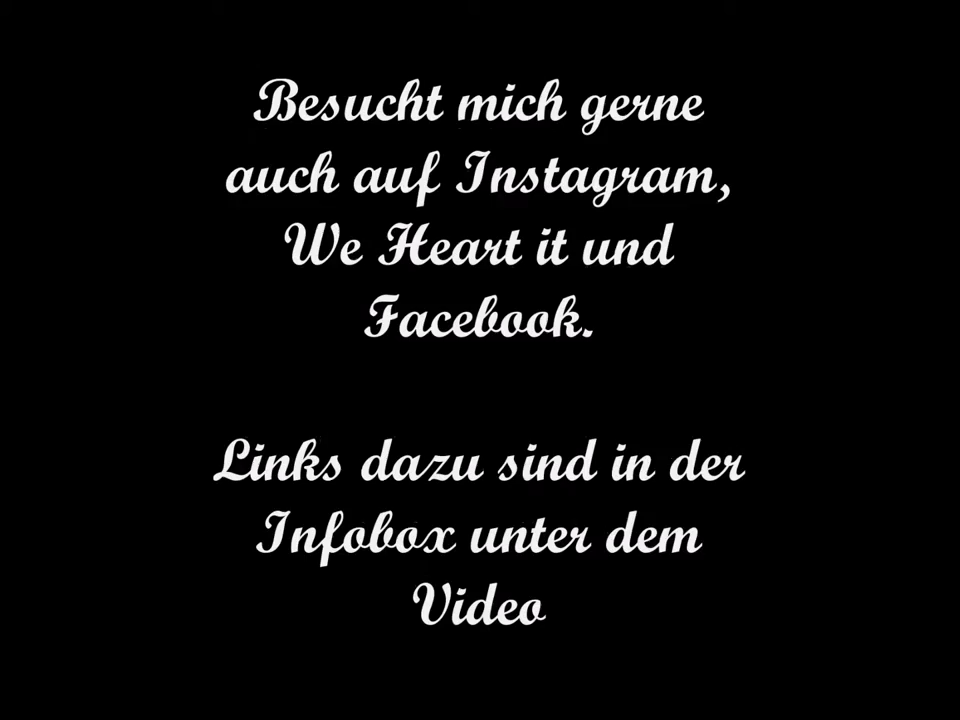 Besucht mich gerne
auch auf Instagram,
We Heart it und
Facebook.
Links dazu sind in der
Infobox unter dem
Video